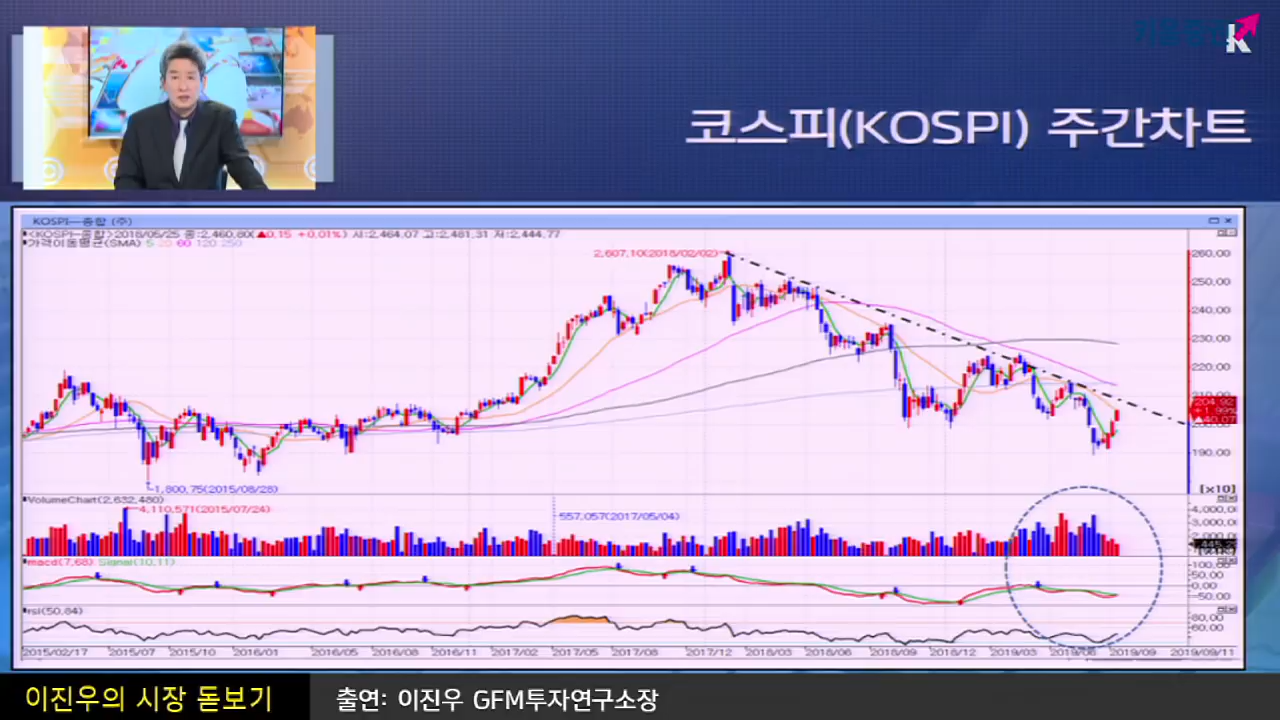 K
코스피(KOSPI) 주간차트
KOSPI-종합 (주)
<KOSPI-종합>2018/05/25 종:2,460.80(▲0.15 +0.01%) 시:2,464.07 고:2,481.31 저:2,444.77
가격이동평균(SMA) 5 20 60 120 250
2,607.10(2018/02/02)
260.00
250.00
240.00
230.00
220.00
204.92
+1.99%
▲40.07
190.00
[x10]
1,800.75(2015/08/28)
VolumeChart(2,632,480)
4,110,571(2015/07/24)
557,057(2017/05/04)
macd(7,68) Signal(10,11)
100.00
50.00
0.00
-50.00
rsi(50,84)
80.00
60.00
2015/02/17 2015/07 2015/10 2016/01 2016/05 2016/08 2016/11 2017/02 2017/05 2017/08 2017/12 2018/03 2018/06 2018/09 2018/12 2019/03 2019/06 2019/09 2019/09/11
이진우의 시장 돋보기
출연: 이진우 GFM투자연구소장